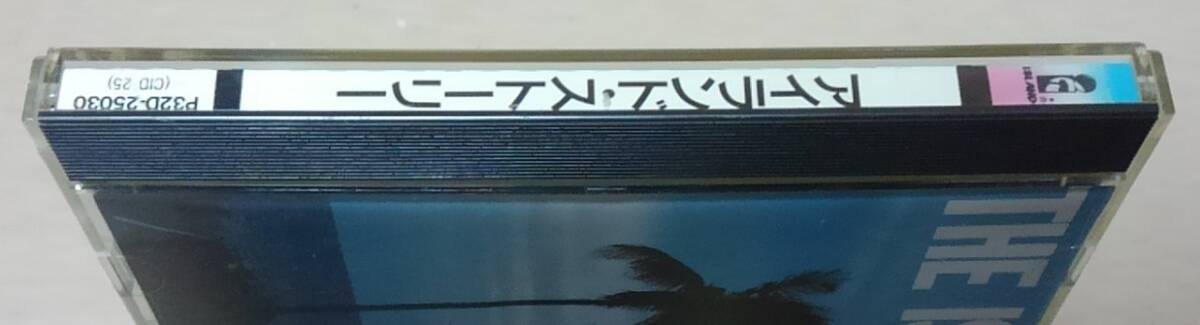 ISLAND
アイランド・ストーリー
P32D-25030
(CID 25)
THE